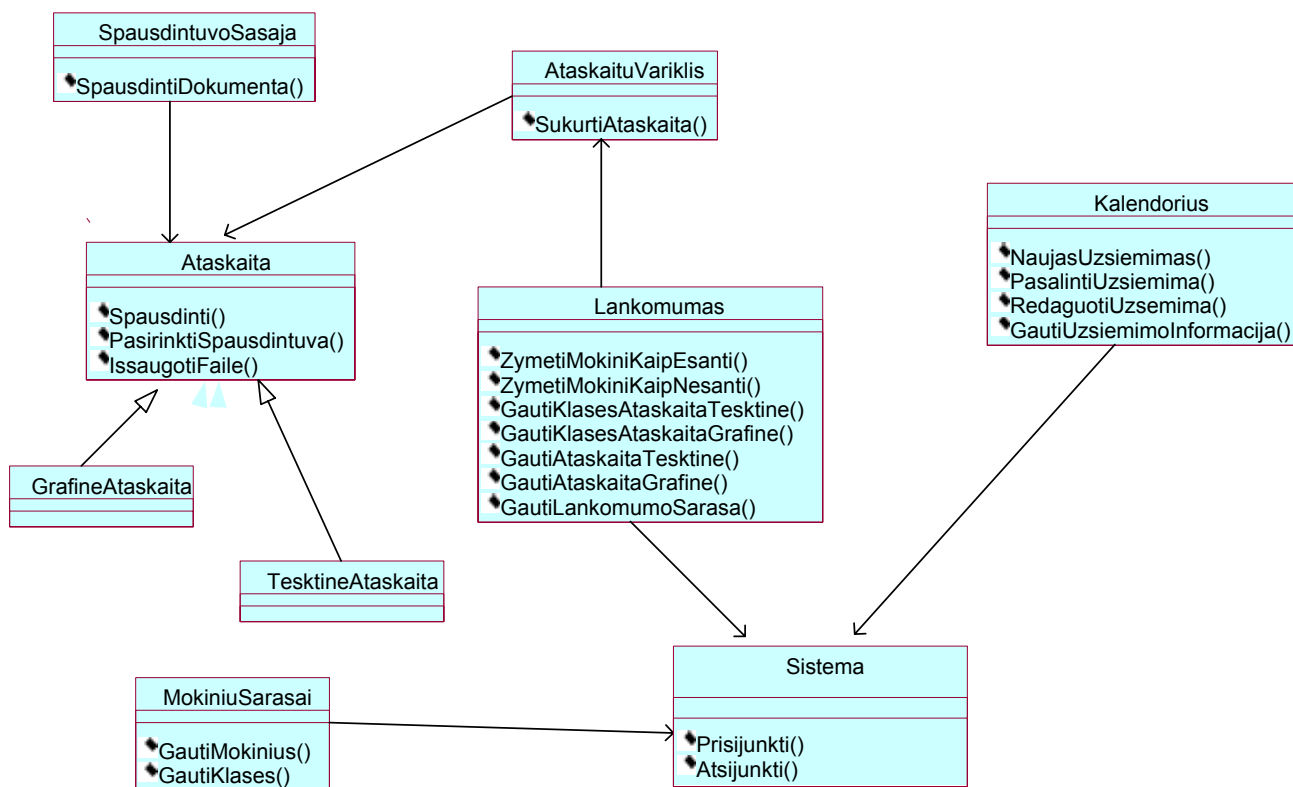 SpausdintuvoSasaja
SpausdintiDokumenta()
AtaskaituVariklis
SukurtiAtaskaita()
Kalendorius
NaujasUzsiemimas()
PasalintiUzsiemima()
RedaguotiUzsemima()
GautiUzsiemimoInformacija()
Ataskaita
Spausdinti()
PasirinktiSpausdintuva()
IssaugotiFaile()
Lankomumas
ZymetiMokiniKaipEsanti()
ZymetiMokiniKaipNesanti()
GautiKlasesAtaskaitaTesktine()
GautiKlasesAtaskaitaGrafine()
GautiAtaskaitaTesktine()
GautiAtaskaitaGrafine()
GautiLankomumoSarasa()
GrafineAtaskaita
TesktineAtaskaita
MokiniuSarasai
GautiMokinius()
GautiKlases()
Sistema
Prisijunkti()
Atsijunkti()